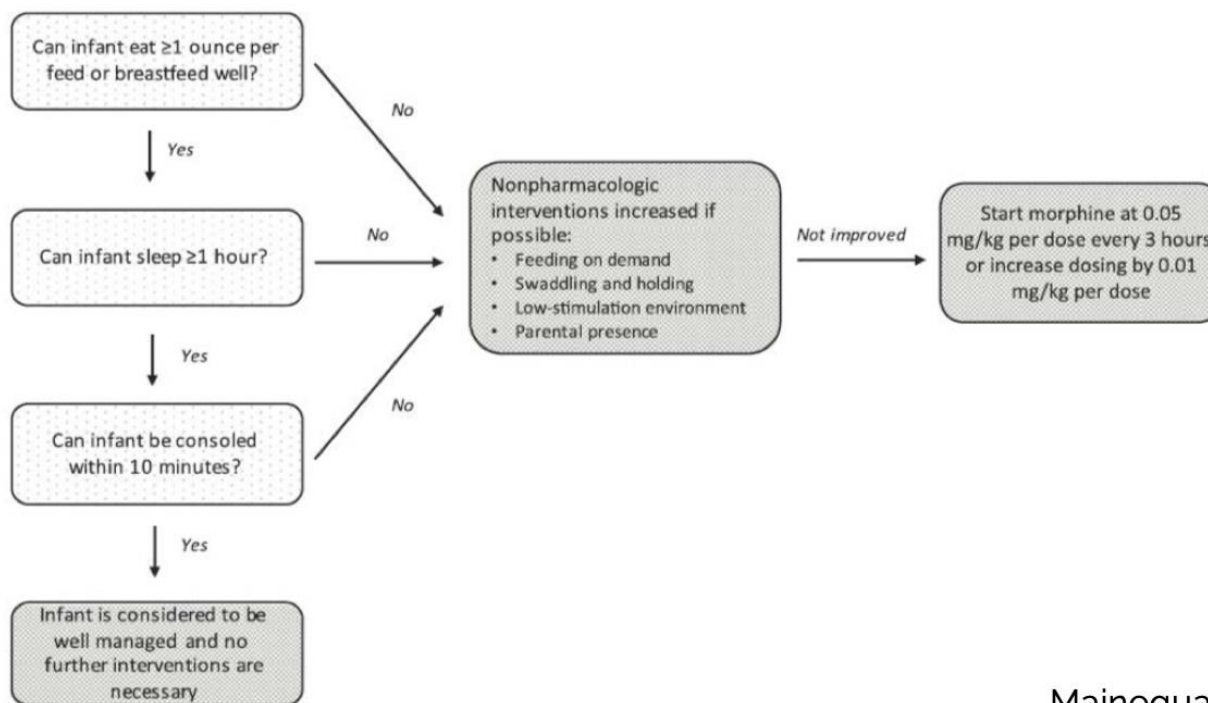 Can infant eat ≥1 ounce per
feed or breastfeed well?
No
Yes
Can infant sleep ≥1 hour?
No
Yes
Can infant be consoled
within 10 minutes?
No
Yes
Infant is considered to be
well managed and no
further interventions are
necessary
Nonpharmacologic
interventions increased if
possible:
• Feeding on demand
• Swaddling and holding
• Low-stimulation environment
• Parental presence
Not improved
Start morphine at 0.05
mg/kg per dose every 3 hours
or increase dosing by 0.01
mg/kg per dose